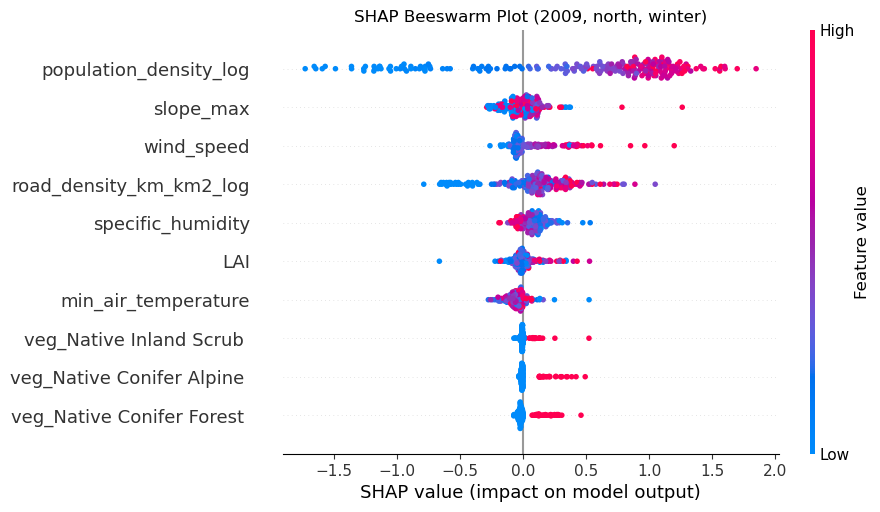 SHAP Beeswarm Plot (2009, north, winter)
High
population_density_log
slope_max
wind_speed
road_density_km_km2_log
specific_humidity
LAI
min_air_temperature
veg_Native Inland Scrub
veg_Native Conifer Alpine
veg_Native Conifer Forest
Feature value
Low
−1.5 −1.0 −0.5 0.0 0.5 1.0 1.5 2.0
SHAP value (impact on model output)